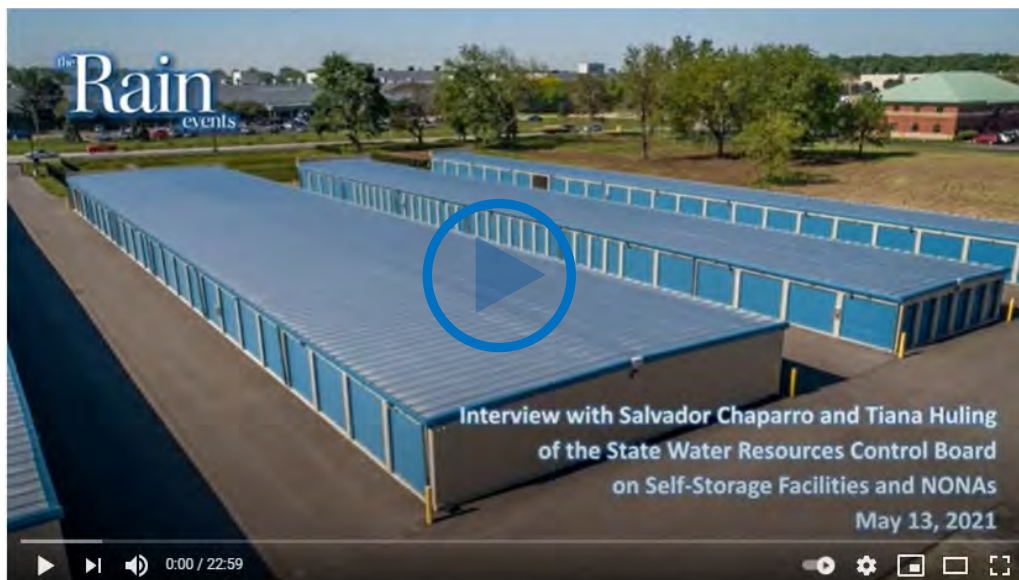 the Rain
events
Interview with Salvador Chaparro and Tiana Huling
of the State Water Resources Control Board
on Self-Storage Facilities and NONAs
May 13, 2021
0:00 / 22:59